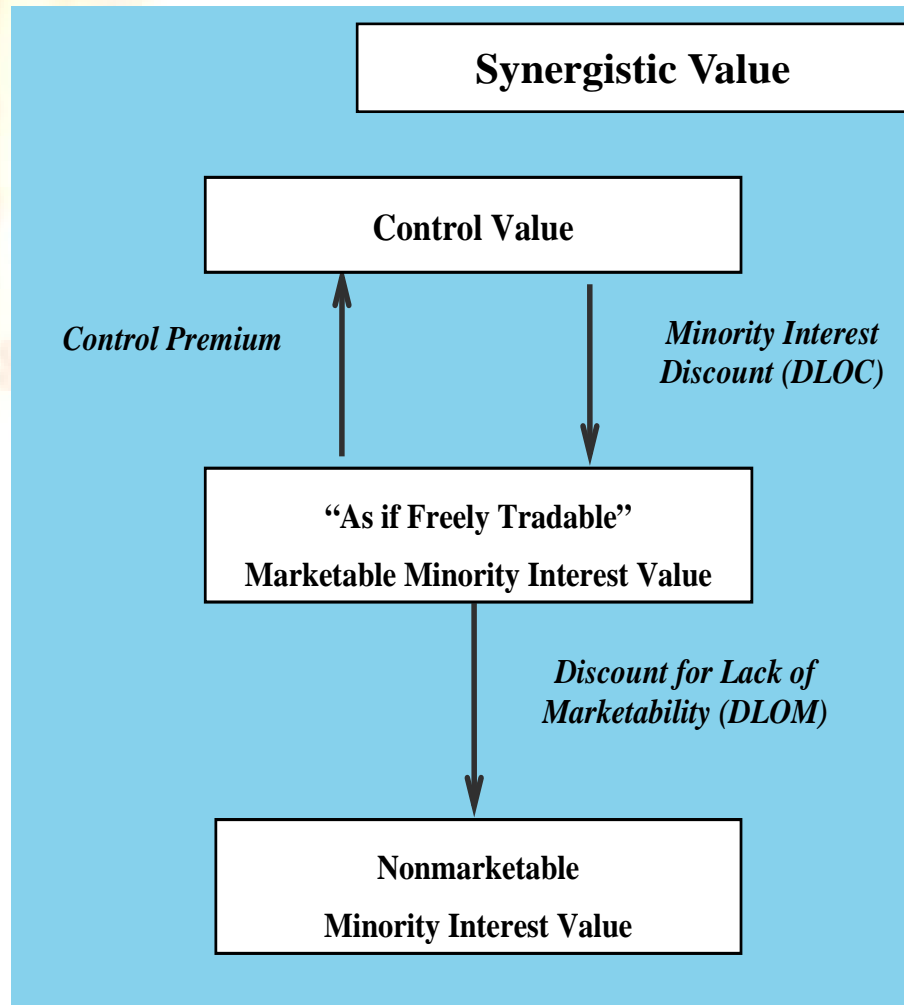 Synergistic Value
Control Value
Control Premium
Minority Interest
Discount (DLOC)
“As if Freely Tradable”
Marketable Minority Interest Value
Discount for Lack of
Marketability (DLOM)
Nonmarketable
Minority Interest Value